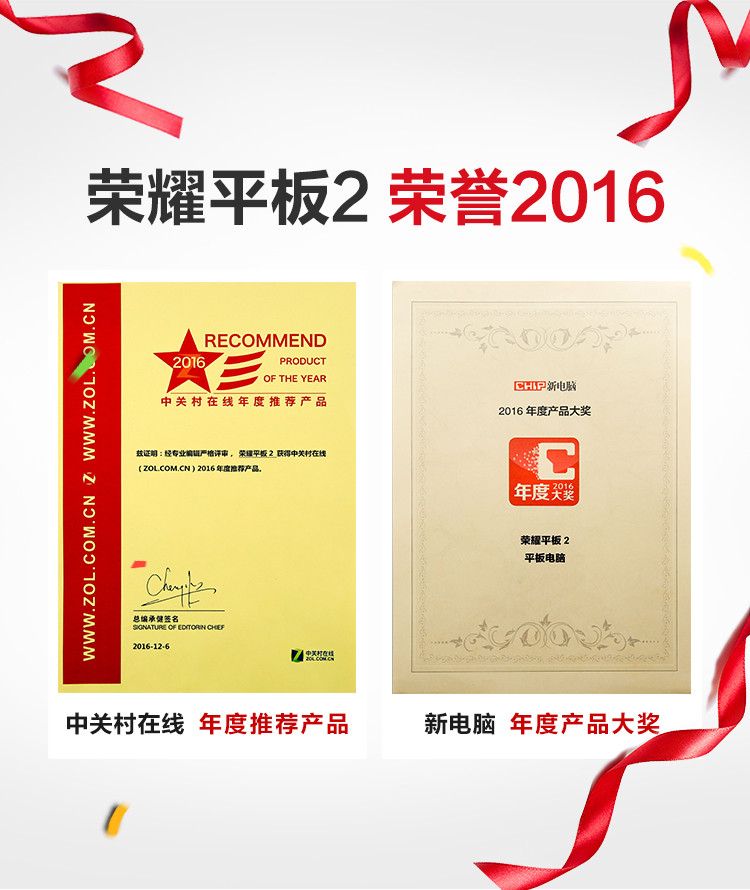 荣耀平板2 荣誉2016
WWW.ZOL.COM.CN Z WWW.ZOL.COM.CN
2016
RECOMMEND
PRODUCT
OF THE YEAR
中关村在线年度推荐产品
兹证明：经专业编辑严格评审，荣耀平板2 获得中关村在线
（ZOL.COM.CN）2016 年度推荐产品。
总编承健签名
SIGNATURE OF EDITORIN CHIEF
2016-12-6
中关村在线
ZOL.COM.CN
中关村在线 年度推荐产品
CHIP 新电脑
2016 年度产品大奖
年度 2016
大奖
荣耀平板 2
平板电脑
新电脑 年度产品大奖